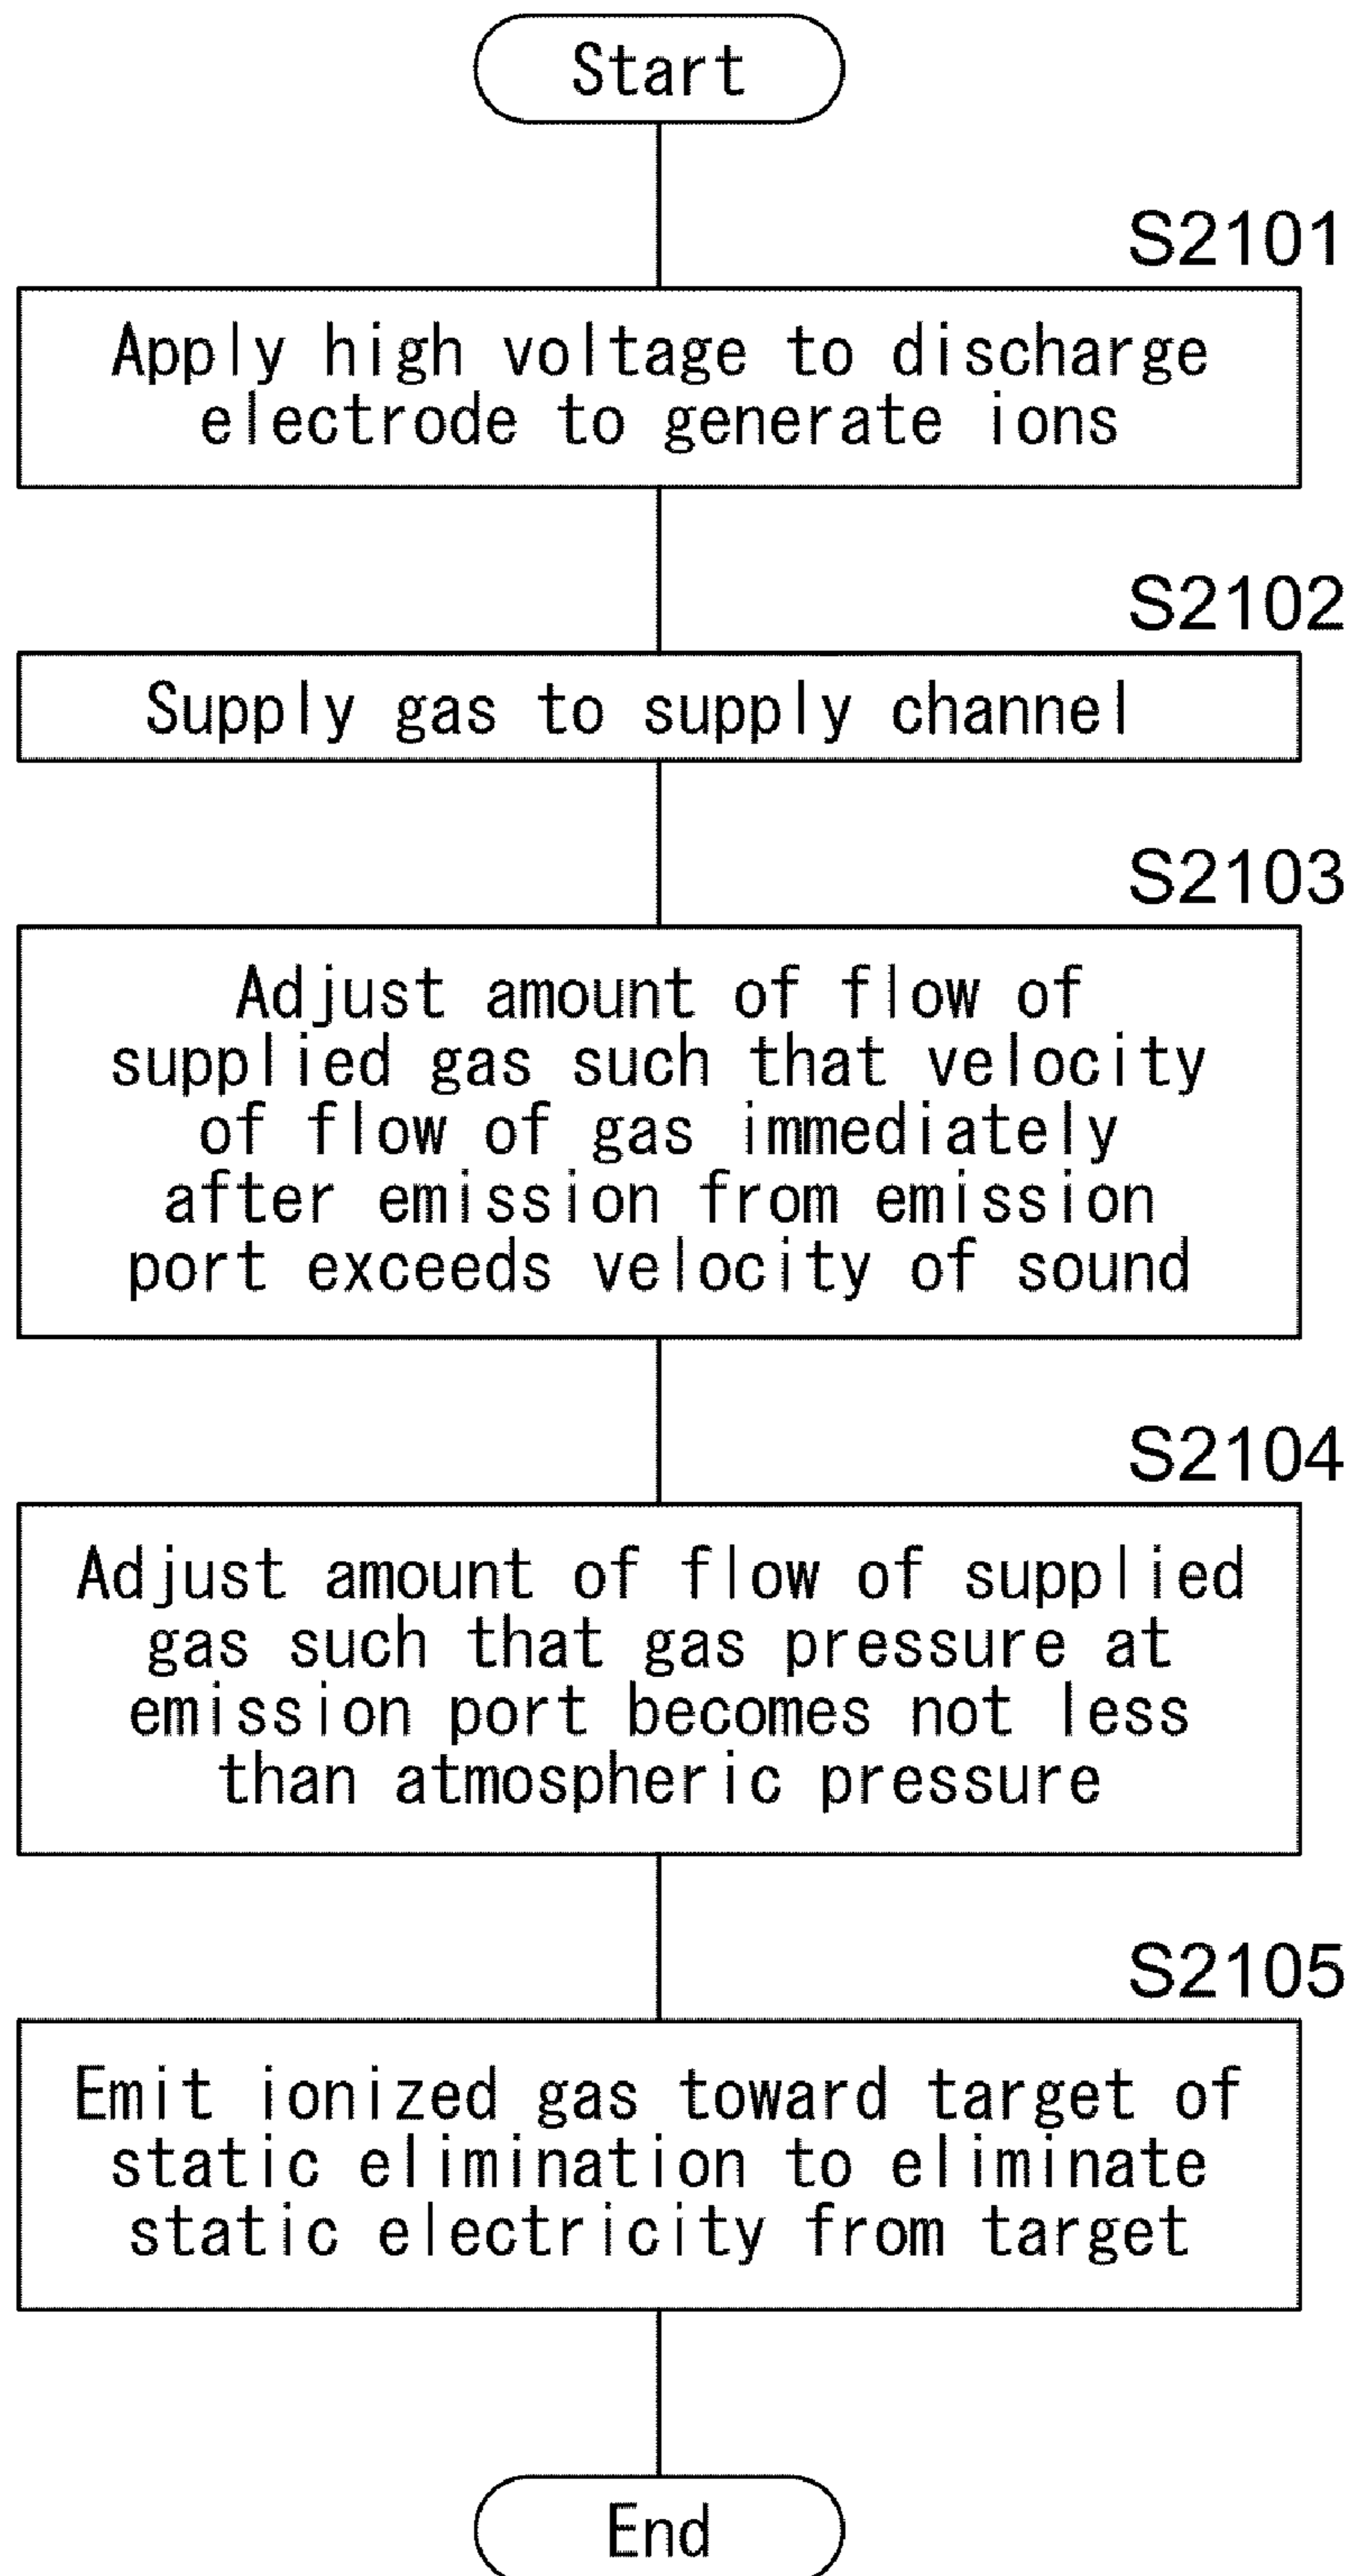 Start
S2101
Apply high voltage to discharge
electrode to generate ions
S2102
Supply gas to supply channel
S2103
Adjust amount of flow of
supplied gas such that velocity
of flow of gas immediately
after emission from emission
port exceeds velocity of sound
S2104
Adjust amount of flow of supplied
gas such that gas pressure at
emission port becomes not less
than atmospheric pressure
S2105
Emit ionized gas toward target of
static elimination to eliminate
static electricity from target
End